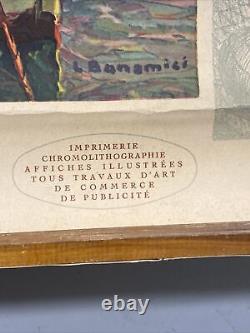 L Bonamici
IMPRIMERIE
CHROMOLITHOGRAPHIE
AFFICHES ILLUSTRÉES
TOUS TRAVAUX D'ART
DE COMMERCE
DE PUBLICITÉ